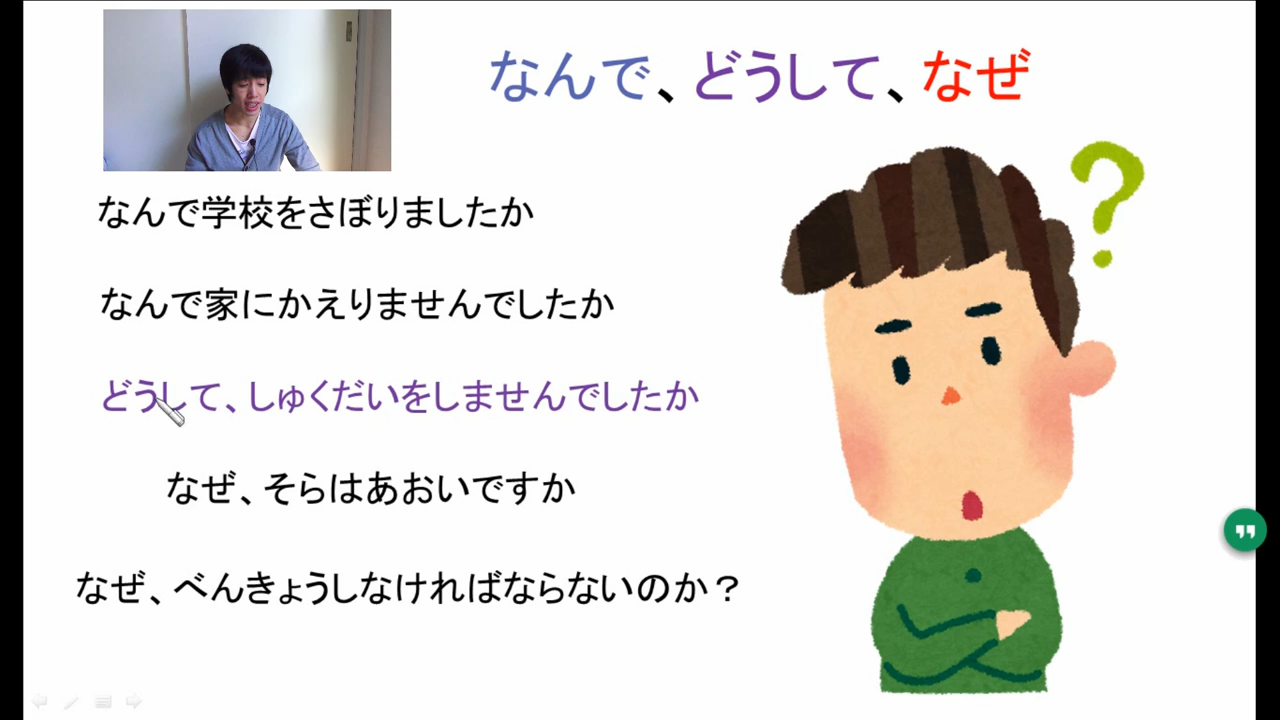 なんで、どうして、なぜ
なんで学校をさぼりましたか
なんで家にかえりませんでしたか
どうして、しゅくだいをしませんでしたか
なぜ、そらはあおいですか
なぜ、べんきょうしなければならないのか？
?